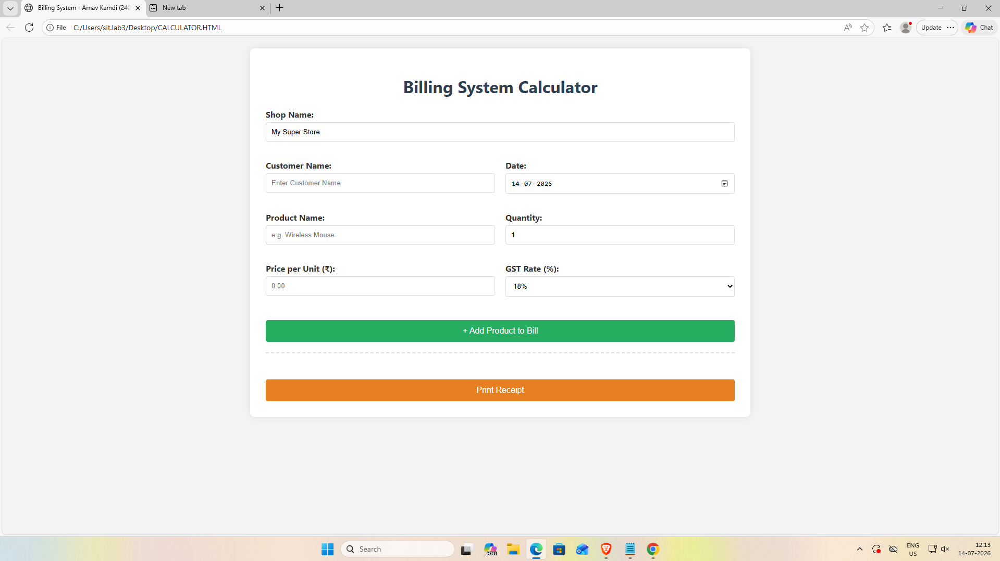 Billing System - Arnav Kamdi (240
New tab
File
C:/Users/sit.lab3/Desktop/CALCULATOR.HTML
Update
Chat
Billing System Calculator
Shop Name:
My Super Store
Customer Name:
Date:
Enter Customer Name
14-07-2026
Product Name:
Quantity:
e.g. Wireless Mouse
1
Price per Unit (₹):
GST Rate (%):
0.00
18%
+ Add Product to Bill
Print Receipt
Search
M365
ENG
US
12:13
14-07-2026